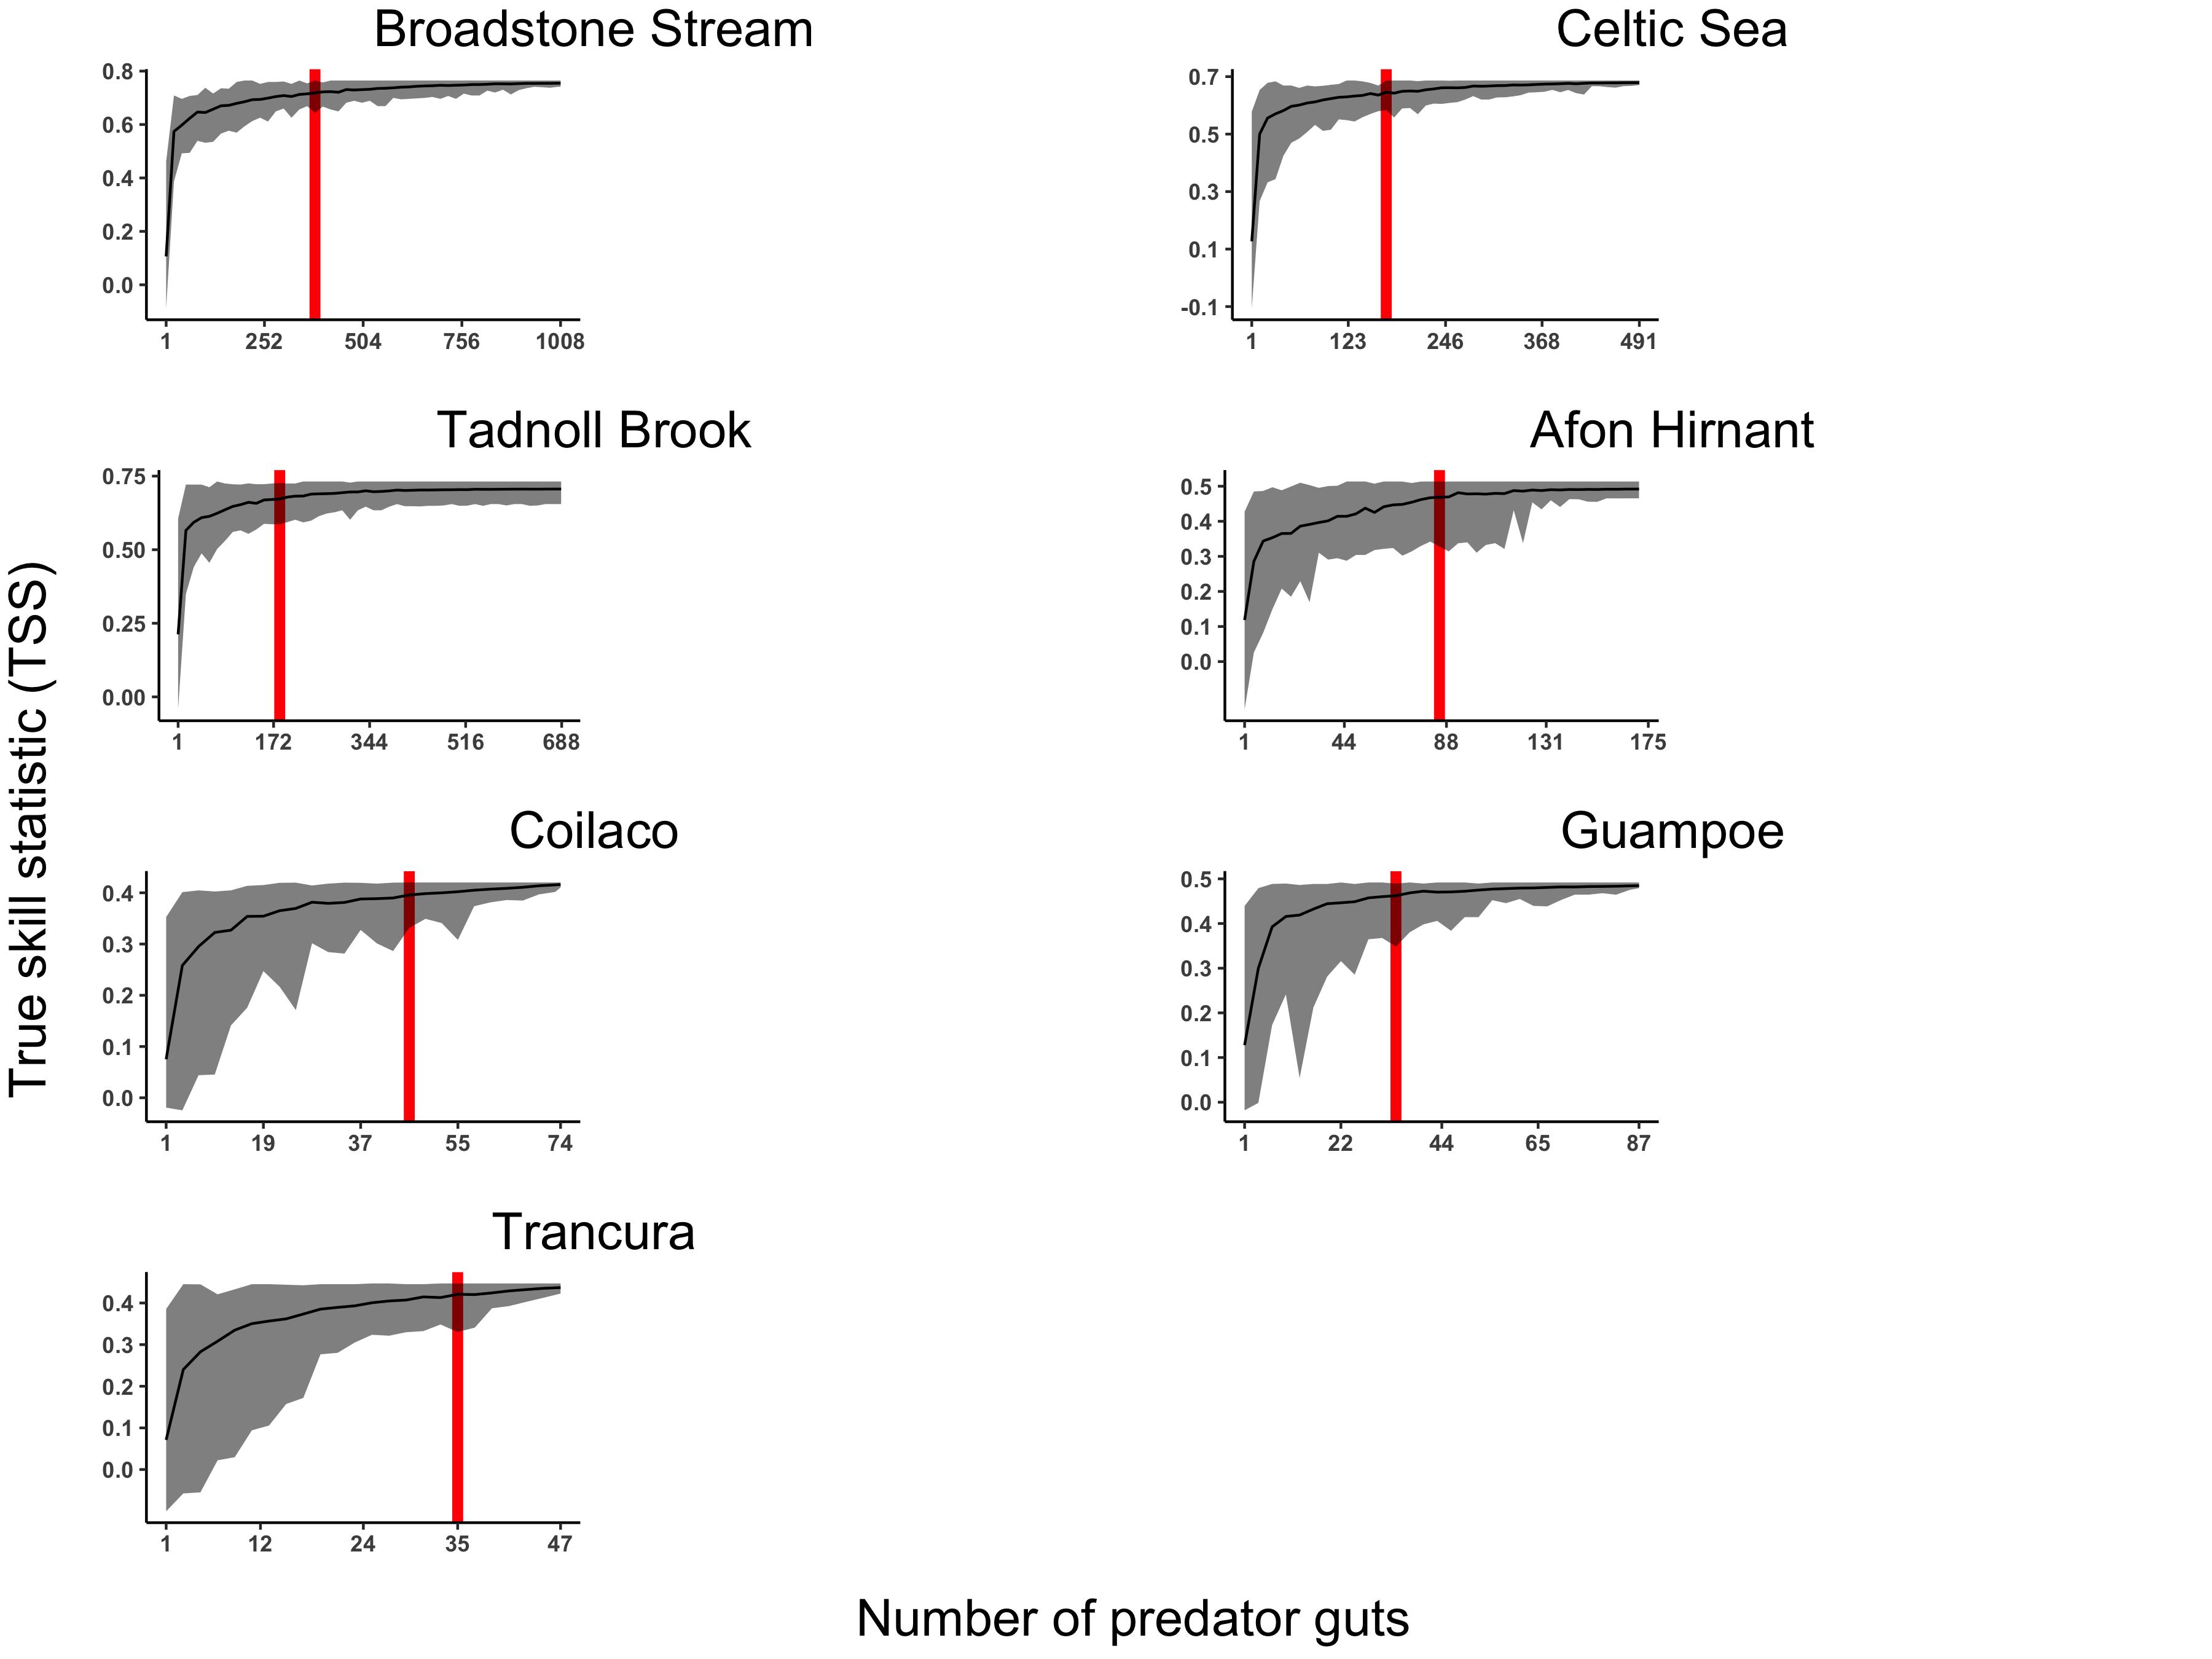 Broadstone Stream
0.8
0.6
0.4
0.2
0.0
1 252 504 756 1008
Celtic Sea
0.7
0.5
0.3
0.1
-0.1
1 123 246 368 491
Tadnoll Brook
0.75
0.50
0.25
0.00
1 172 344 516 688
Afon Hirnant
0.5
0.4
0.3
0.2
0.1
0.0
1 44 88 131 175
Coilaco
0.4
0.3
0.2
0.1
0.0
1 19 37 55 74
Guampoe
0.5
0.4
0.3
0.2
0.1
0.0
1 22 44 65 87
Trancura
0.4
0.3
0.2
0.1
0.0
1 12 24 35 47
True skill statistic (TSS)
Number of predator guts